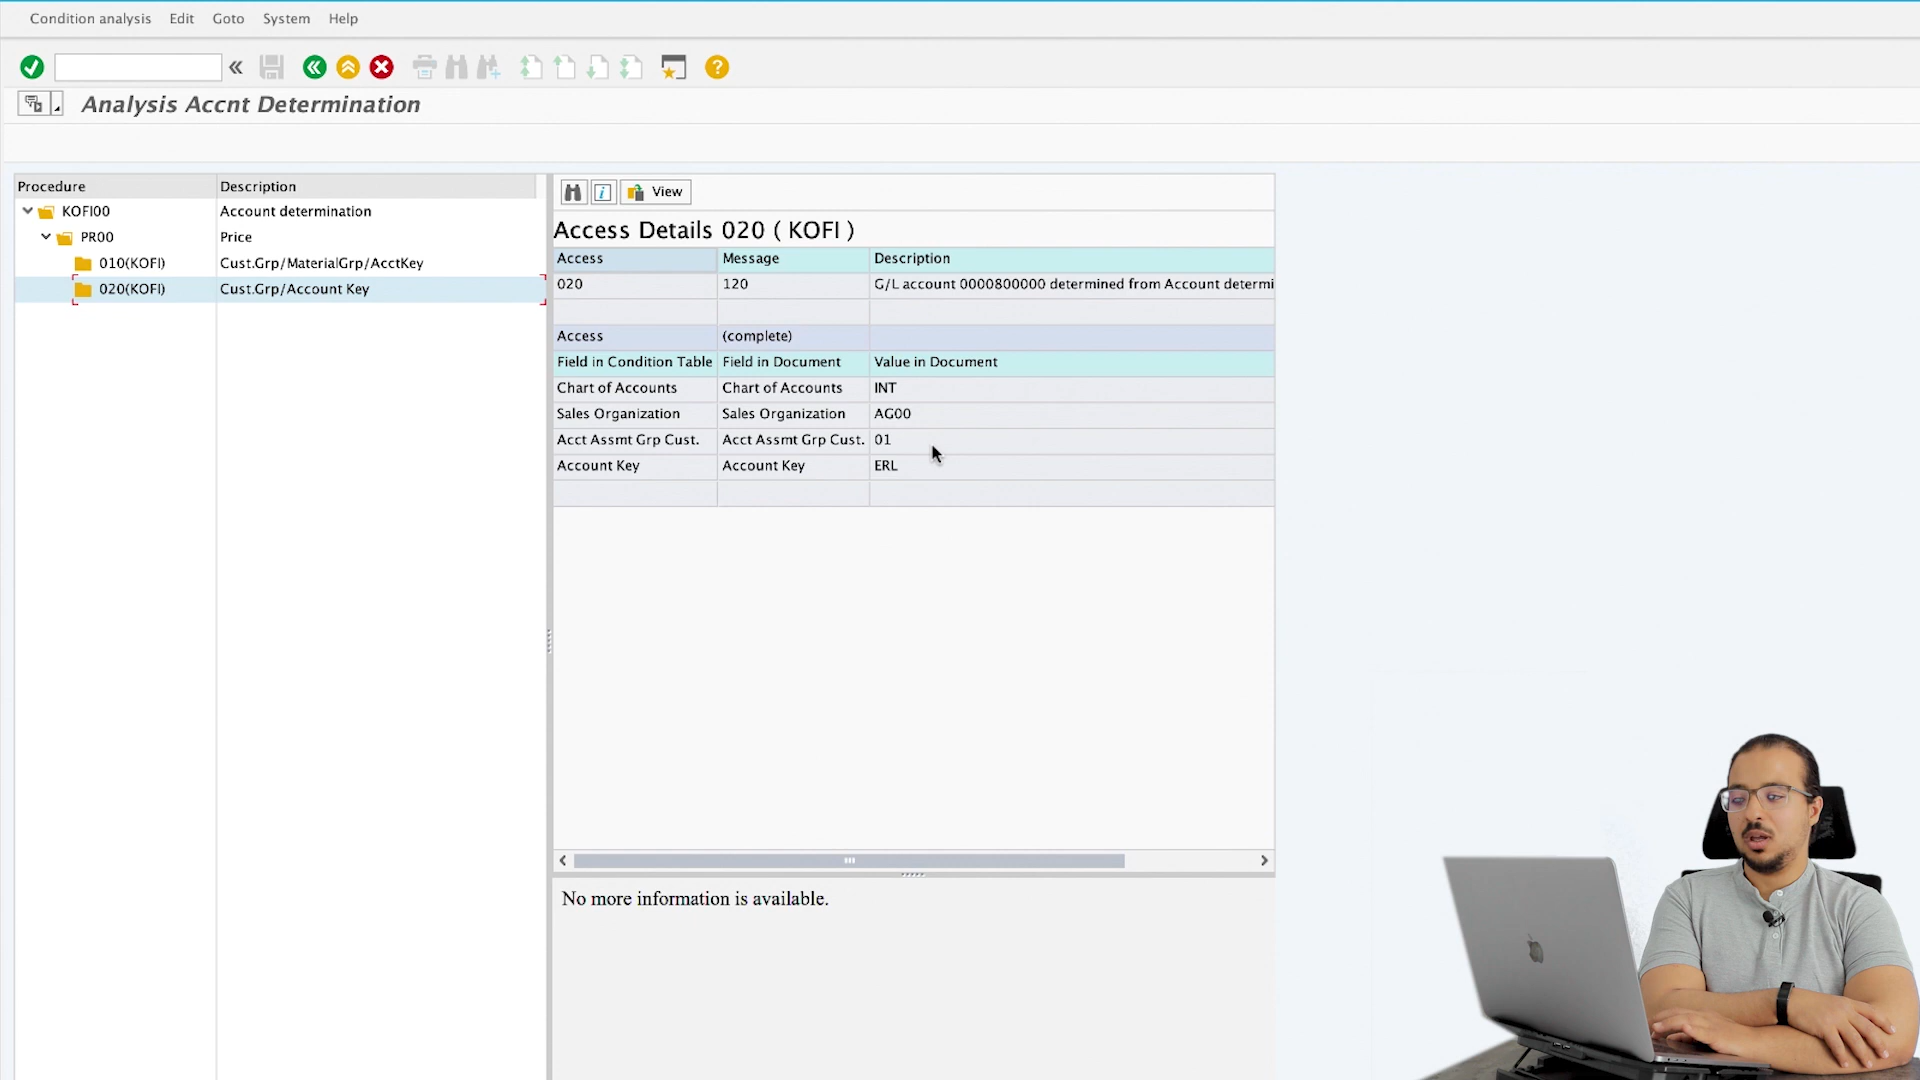 Condition analysis Edit Goto System Help
Analysis Accnt Determination
Procedure Description
KOFI00 Account determination
PR00 Price
010(KOFI) Cust.Grp/MaterialGrp/AcctKey
020(KOFI) Cust.Grp/Account Key
View
Access Details 020 ( KOFI )
Access Message Description
020 120 G/L account 0000800000 determined from Account determi
Access (complete)
Field in Condition Table Field in Document Value in Document
Chart of Accounts Chart of Accounts INT
Sales Organization Sales Organization AG00
Acct Assmt Grp Cust. Acct Assmt Grp Cust. 01
Account Key Account Key ERL
No more information is available.